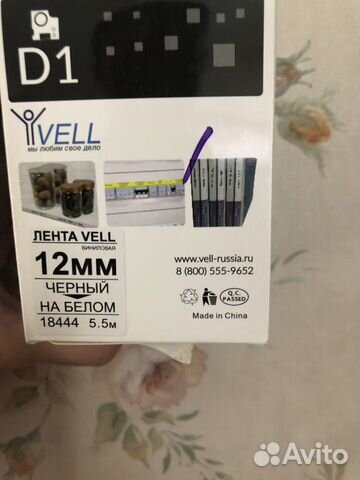 D1
VELL
мы любим свое дело
ЛЕНТА VELL
ВИНИЛОВАЯ
12мм
ЧЕРНЫЙ
НА БЕЛОМ
18444 5.5м
www.vell-russia.ru
8 (800) 555-9652
Q.C.
PASSED
Made in China
Avito